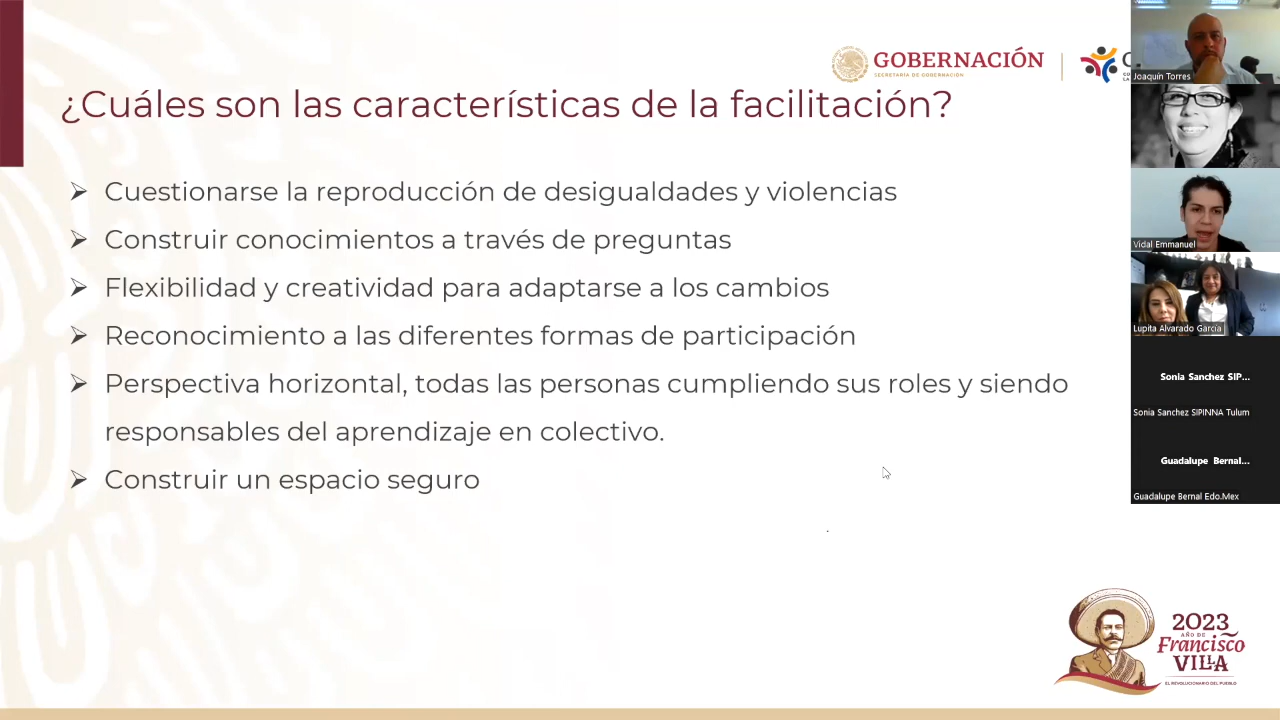 GOBERNACIÓN
SECRETARÍA DE GOBERNACIÓN
¿Cuáles son las características de la facilitación?
➢ Cuestionarse la reproducción de desigualdades y violencias
➢ Construir conocimientos a través de preguntas
➢ Flexibilidad y creatividad para adaptarse a los cambios
➢ Reconocimiento a las diferentes formas de participación
➢ Perspectiva horizontal, todas las personas cumpliendo sus roles y siendo
responsables del aprendizaje en colectivo.
➢ Construir un espacio seguro
Joaquín Torres
Vidal Emmanuel
Lupita Alvarado García
Sonia Sanchez SIP...
Sonia Sanchez SIPINNA Tulum
Guadalupe Bernal...
Guadalupe Bernal Edo.Mex
2023
AÑO DE
Francisco
VILLA
EL REVOLUCIONARIO DEL PUEBLO